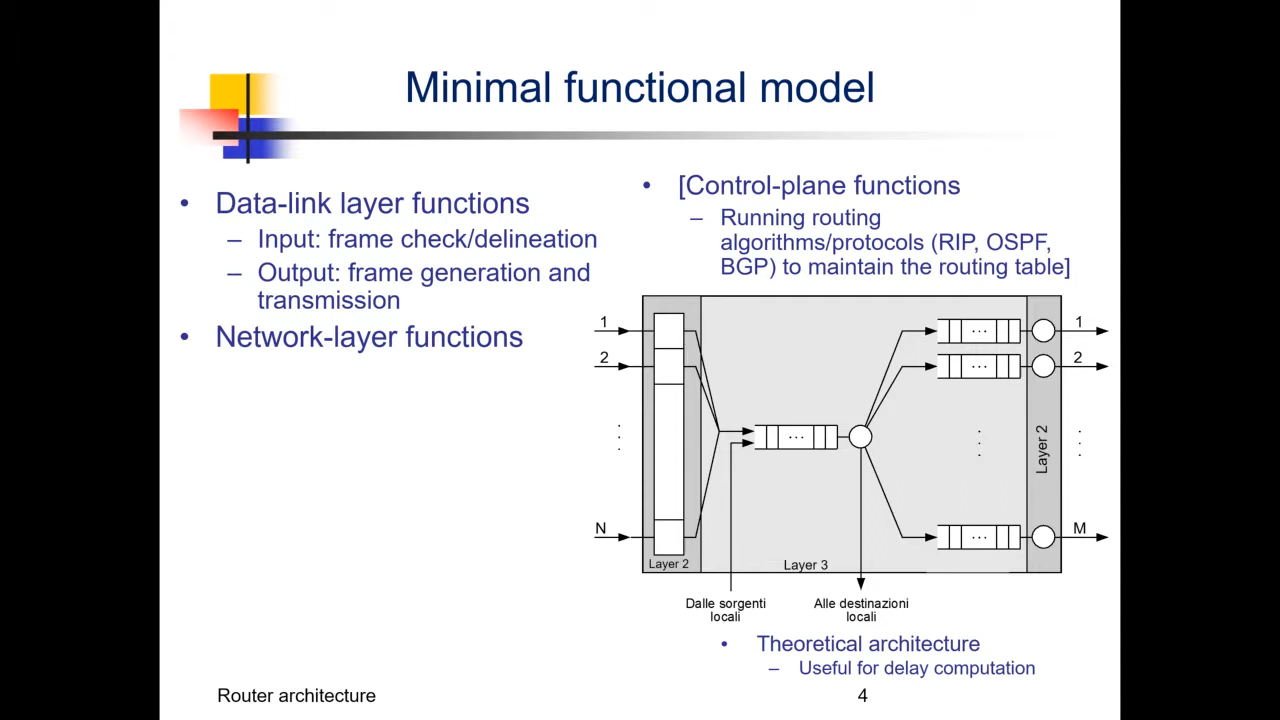 Minimal functional model
• Data-link layer functions
– Input: frame check/delineation
– Output: frame generation and
transmission
• Network-layer functions
• [Control-plane functions
– Running routing
algorithms/protocols (RIP, OSPF,
BGP) to maintain the routing table]
1
2
N
Layer 2
Layer 3
Layer 2
1
2
M
Dalle sorgenti
locali
Alle destinazioni
locali
• Theoretical architecture
– Useful for delay computation
Router architecture
4